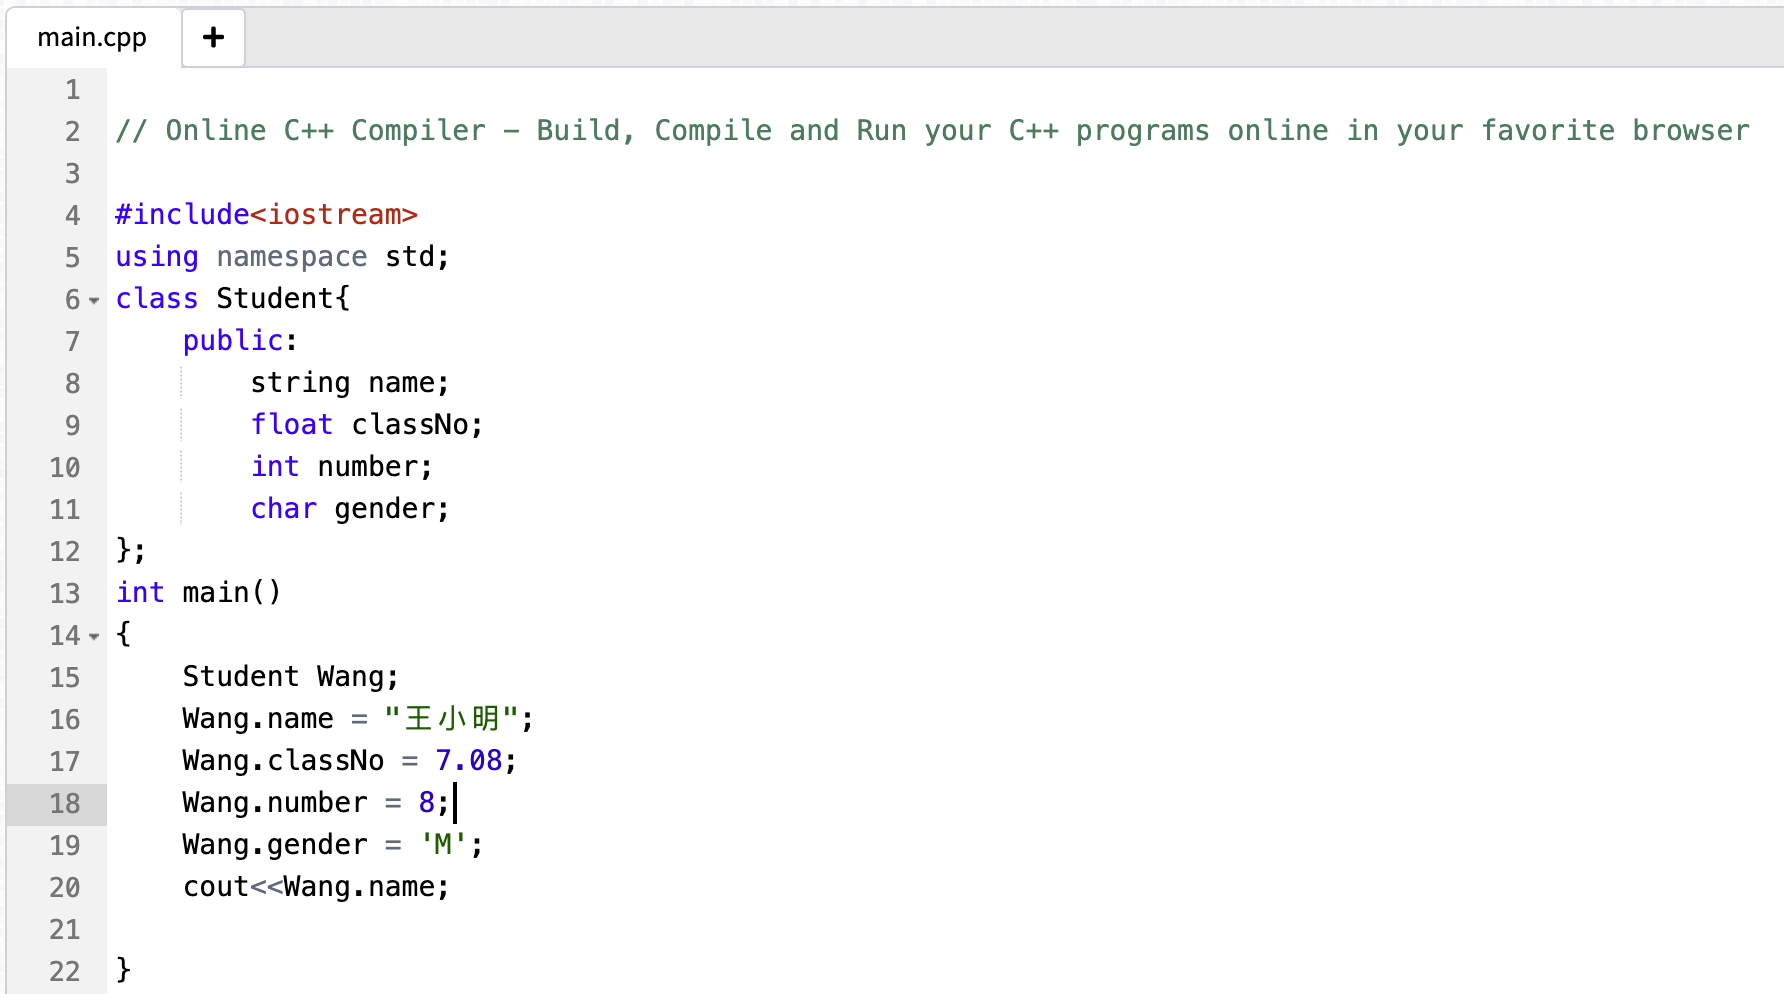 main.cpp +
1
2 // Online C++ Compiler - Build, Compile and Run your C++ programs online in your favorite browser
3
4 #include<iostream>
5 using namespace std;
6 class Student{
7     public:
8         string name;
9         float classNo;
10         int number;
11         char gender;
12 };
13 int main()
14 {
15     Student Wang;
16     Wang.name = "王小明";
17     Wang.classNo = 7.08;
18     Wang.number = 8;
19     Wang.gender = 'M';
20     cout<<Wang.name;
21
22 }